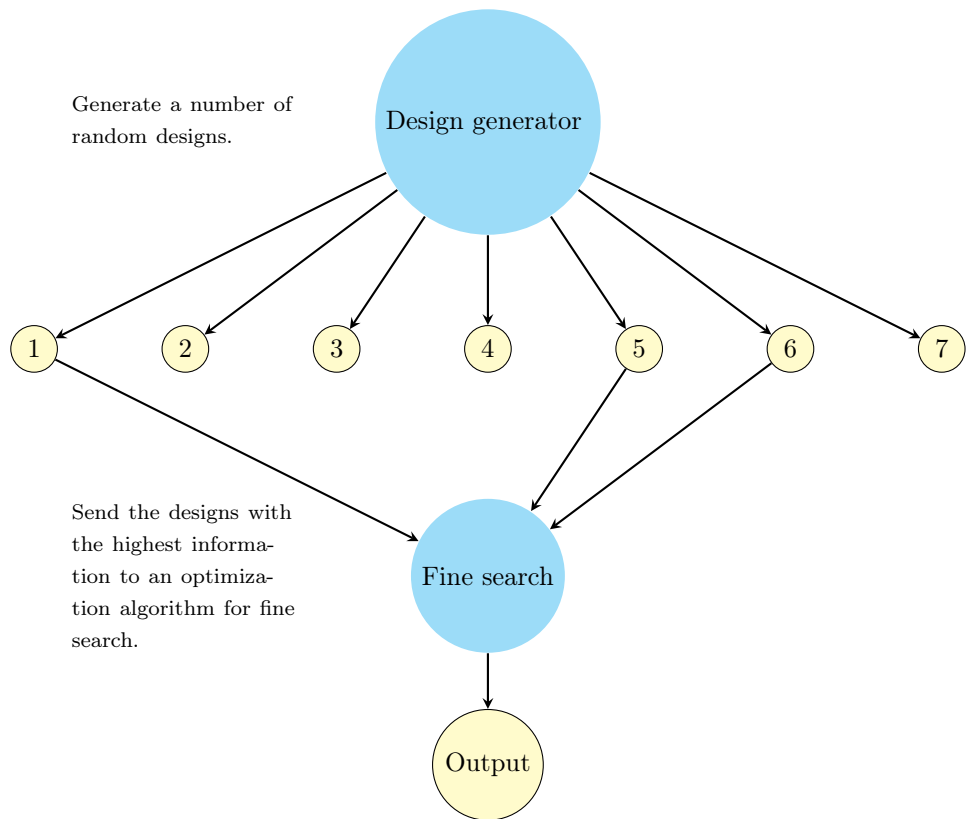 Generate a number of
random designs.
Design generator
1
2
3
4
5
6
7
Send the designs with
the highest informa-
tion to an optimiza-
tion algorithm for fine
search.
Fine search
Output